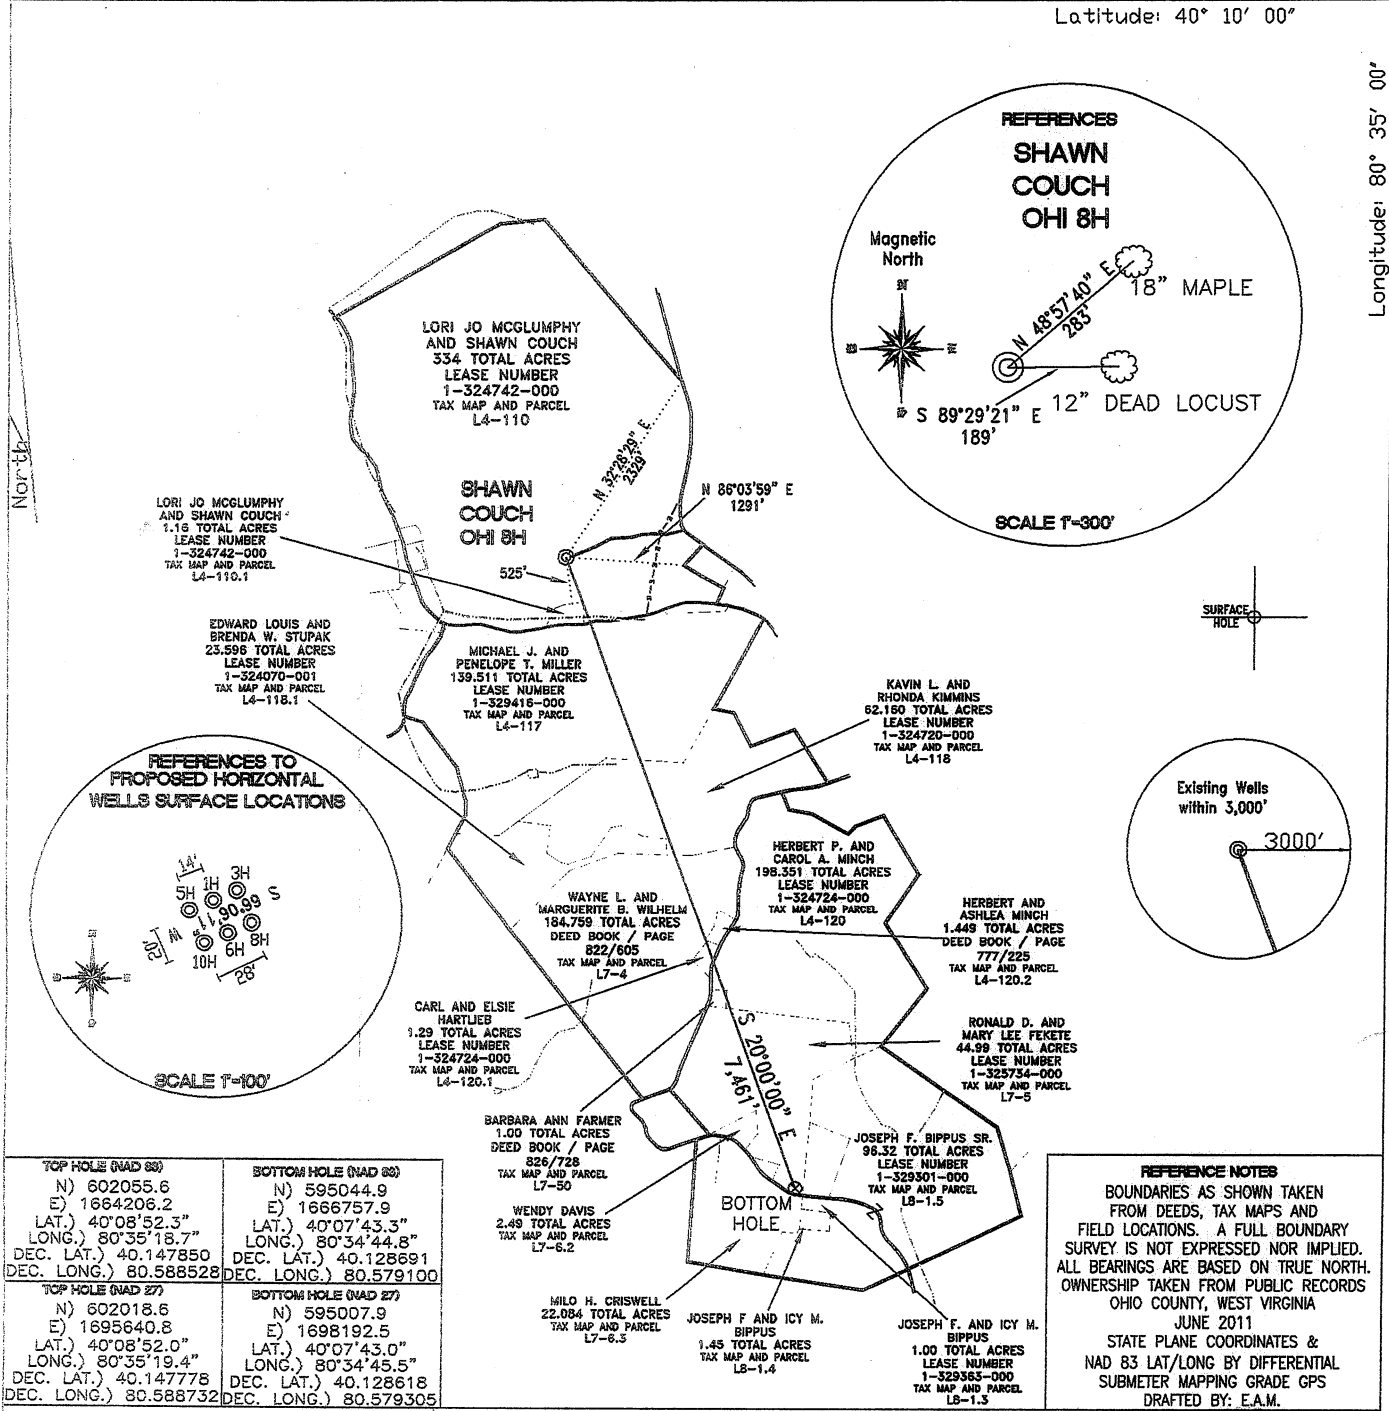 Latitude: 40° 10' 00"
Longitude: 80° 35' 00"
REFERENCES
SHAWN
COUCH
OHI 8H
Magnetic
North
N
E
S
N 48°57'40" E
283'
18" MAPLE
S 89°29'21" E
189'
12" DEAD LOCUST
SCALE 1"=300'
North
LORI JO MCGLUMPHY
AND SHAWN COUCH
334 TOTAL ACRES
LEASE NUMBER
1-324742-000
TAX MAP AND PARCEL
L4-110
N 32°28'29" E
2329'
N 86°03'59" E
1291'
SHAWN
COUCH
OHI 8H
525'
LORI JO MCGLUMPHY
AND SHAWN COUCH
1.16 TOTAL ACRES
LEASE NUMBER
1-324742-000
TAX MAP AND PARCEL
L4-110.1
SURFACE
HOLE
EDWARD LOUIS AND
BRENDA W. STUPAK
23.596 TOTAL ACRES
LEASE NUMBER
1-324070-001
TAX MAP AND PARCEL
L4-118.1
MICHAEL J. AND
PENELOPE T. MILLER
139.511 TOTAL ACRES
LEASE NUMBER
1-329416-000
TAX MAP AND PARCEL
L4-117
KAVIN L. AND
RHONDA KIMMINS
62.160 TOTAL ACRES
LEASE NUMBER
1-324720-000
TAX MAP AND PARCEL
L4-118
REFERENCES TO
PROPOSED HORIZONTAL
WELLS SURFACE LOCATIONS
14'
5H
1H
3H
10H
6H
8H
20'
28'
SCALE 1"=100'
Existing Wells
within 3,000'
3000'
HERBERT P. AND
CAROL A. MINCH
198.351 TOTAL ACRES
LEASE NUMBER
1-324724-000
TAX MAP AND PARCEL
L4-120
WAYNE L. AND
MARGUERITE B. WILHELM
184.759 TOTAL ACRES
DEED BOOK / PAGE
822/605
TAX MAP AND PARCEL
L7-4
HERBERT AND
ASHLEA MINCH
1.449 TOTAL ACRES
DEED BOOK / PAGE
777/225
TAX MAP AND PARCEL
L4-120.2
CARL AND ELSIE
HARTLIEB
1.29 TOTAL ACRES
LEASE NUMBER
1-324724-000
TAX MAP AND PARCEL
L4-120.1
RONALD D. AND
MARY LEE FEKETE
44.99 TOTAL ACRES
LEASE NUMBER
1-325734-000
TAX MAP AND PARCEL
L7-5
S 20°00'00" E
7,461'
BARBARA ANN FARMER
1.00 TOTAL ACRES
DEED BOOK / PAGE
826/728
TAX MAP AND PARCEL
L7-50
JOSEPH F. BIPPUS SR.
96.32 TOTAL ACRES
LEASE NUMBER
1-329301-000
TAX MAP AND PARCEL
L8-1.5
WENDY DAVIS
2.49 TOTAL ACRES
TAX MAP AND PARCEL
L7-6.2
BOTTOM
HOLE
MILO H. CRISWELL
22.084 TOTAL ACRES
TAX MAP AND PARCEL
L7-6.3
JOSEPH F AND ICY M.
BIPPUS
1.45 TOTAL ACRES
TAX MAP AND PARCEL
L8-1.4
JOSEPH F. AND ICY M.
BIPPUS
1.00 TOTAL ACRES
LEASE NUMBER
1-329363-000
TAX MAP AND PARCEL
L8-1.3
TOP HOLE (NAD 83)
N) 602055.6
E) 1664206.2
LAT.) 40°08'52.3"
LONG.) 80°35'18.7"
DEC. LAT.) 40.147850
DEC. LONG.) 80.588528
BOTTOM HOLE (NAD 83)
N) 595044.9
E) 1666757.9
LAT.) 40°07'43.3"
LONG.) 80°34'44.8"
DEC. LAT.) 40.128691
DEC. LONG.) 80.579100
TOP HOLE (NAD 27)
N) 602018.6
E) 1695640.8
LAT.) 40°08'52.0"
LONG.) 80°35'19.4"
DEC. LAT.) 40.147778
DEC. LONG.) 80.588732
BOTTOM HOLE (NAD 27)
N) 595007.9
E) 1698192.5
LAT.) 40°07'43.0"
LONG.) 80°34'45.5"
DEC. LAT.) 40.128618
DEC. LONG.) 80.579305
REFERENCE NOTES
BOUNDARIES AS SHOWN TAKEN
FROM DEEDS, TAX MAPS AND
FIELD LOCATIONS. A FULL BOUNDARY
SURVEY IS NOT EXPRESSED NOR IMPLIED.
ALL BEARINGS ARE BASED ON TRUE NORTH.
OWNERSHIP TAKEN FROM PUBLIC RECORDS
OHIO COUNTY, WEST VIRGINIA
JUNE 2011
STATE PLANE COORDINATES &
NAD 83 LAT/LONG BY DIFFERENTIAL
SUBMETER MAPPING GRADE GPS
DRAFTED BY: E.A.M.